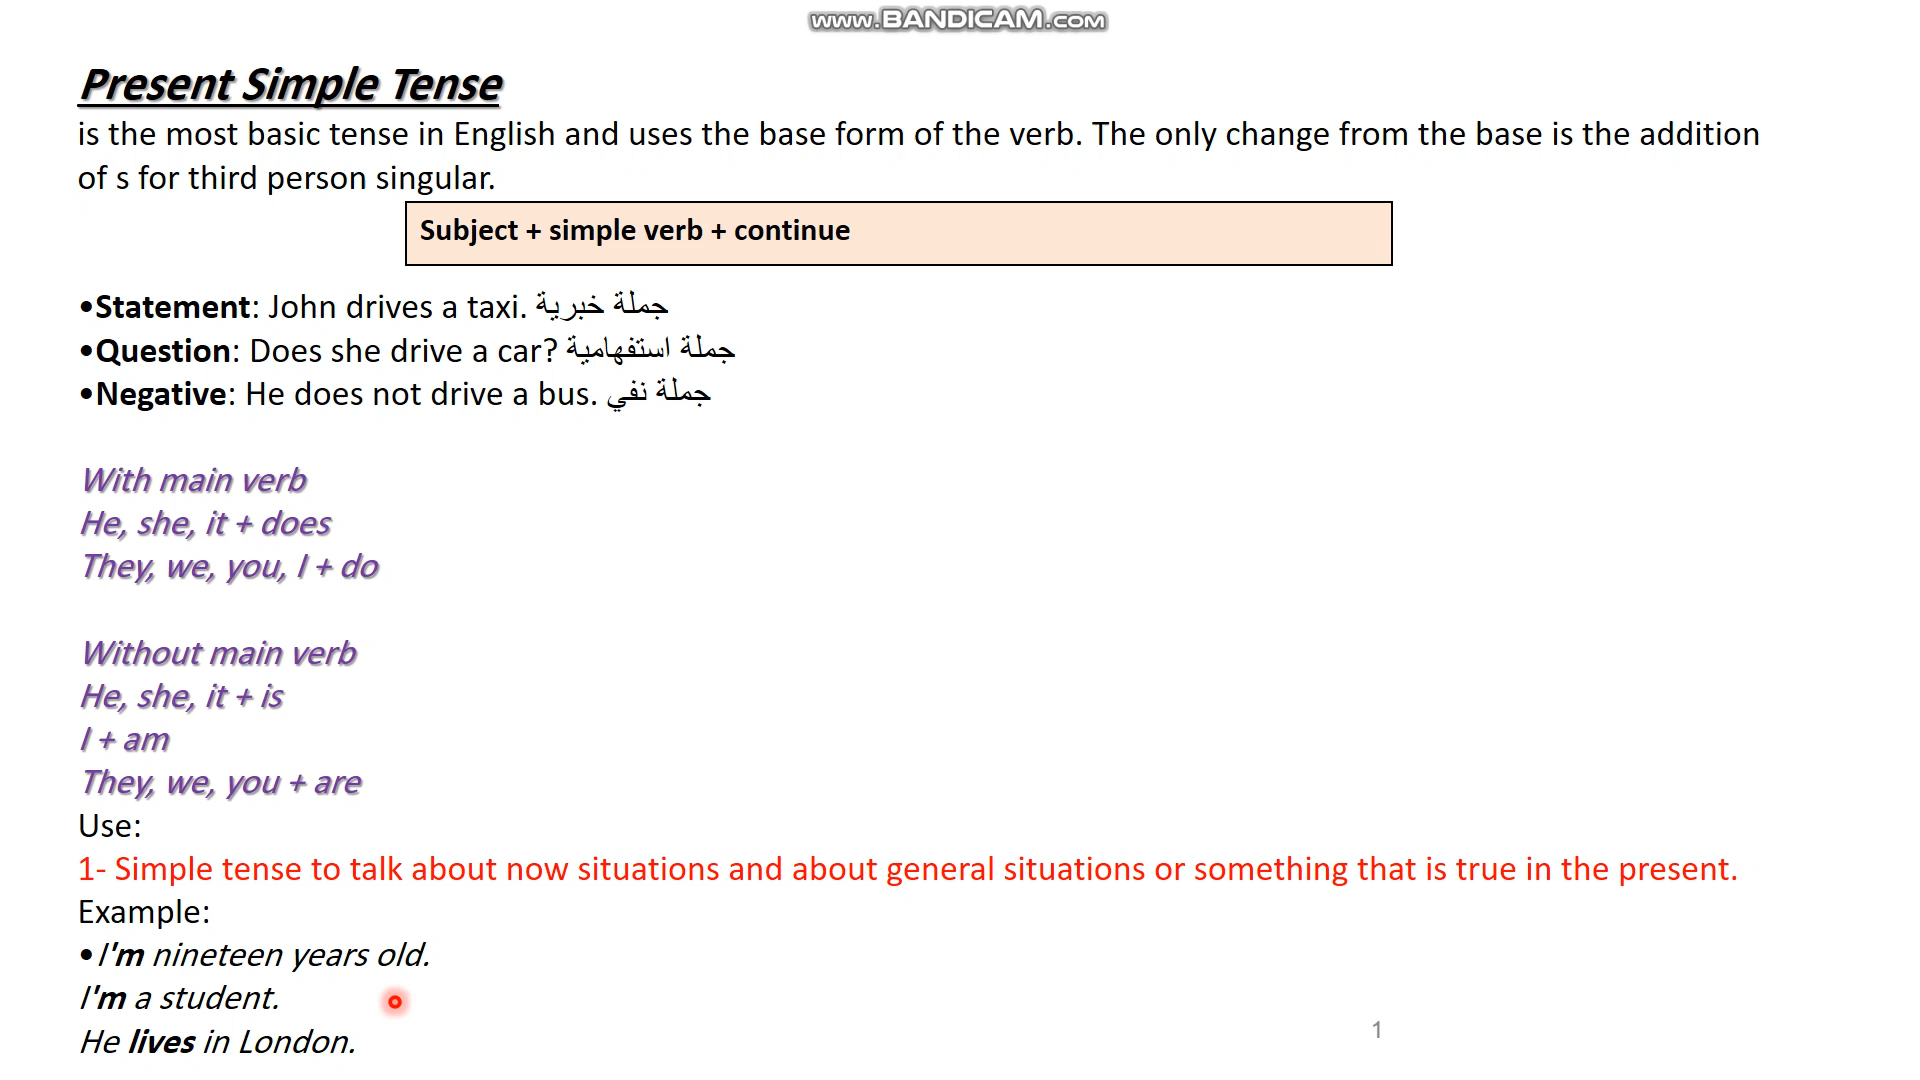 www.BANDICAM.com
Present Simple Tense
is the most basic tense in English and uses the base form of the verb. The only change from the base is the addition
of s for third person singular.
Subject + simple verb + continue
•Statement: John drives a taxi. جملة خبرية
•Question: Does she drive a car? جملة استفهامية
•Negative: He does not drive a bus. جملة نفي
With main verb
He, she, it + does
They, we, you, I + do
Without main verb
He, she, it + is
I + am
They, we, you + are
Use:
1- Simple tense to talk about now situations and about general situations or something that is true in the present.
Example:
•I'm nineteen years old.
I'm a student.
He lives in London.
1